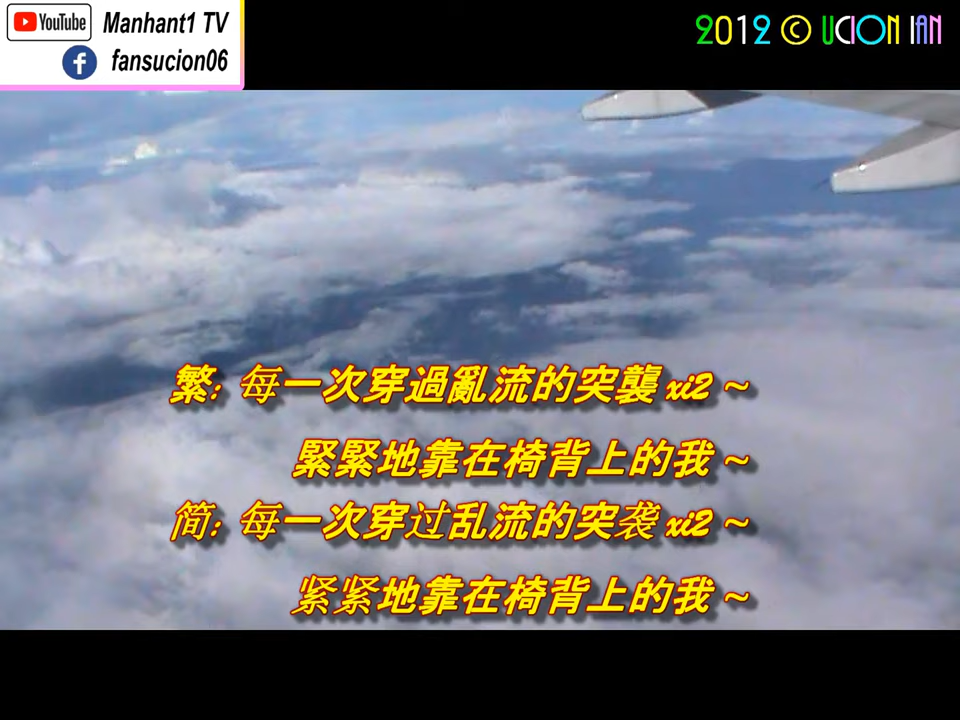 YouTube Manhant1 TV
fansucion06
2012 © UCION IAN
繁: 每一次穿過亂流的突襲 xi2 ~
緊緊地靠在椅背上的我 ~
简: 每一次穿过乱流的突袭 xi2 ~
紧紧地靠在椅背上的我 ~